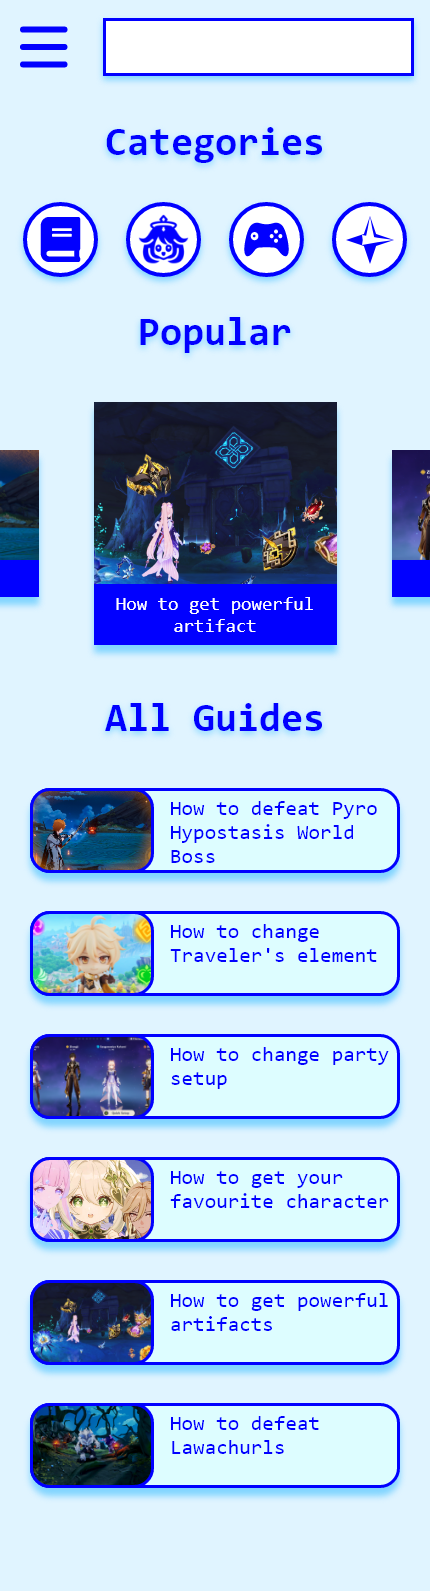 Categories
Popular
How to get powerful
artifact
All Guides
How to defeat Pyro
Hypostasis World
Boss
How to change
Traveler's element
How to change party
setup
How to get your
favourite character
How to get powerful
artifacts
How to defeat
Lawachurls